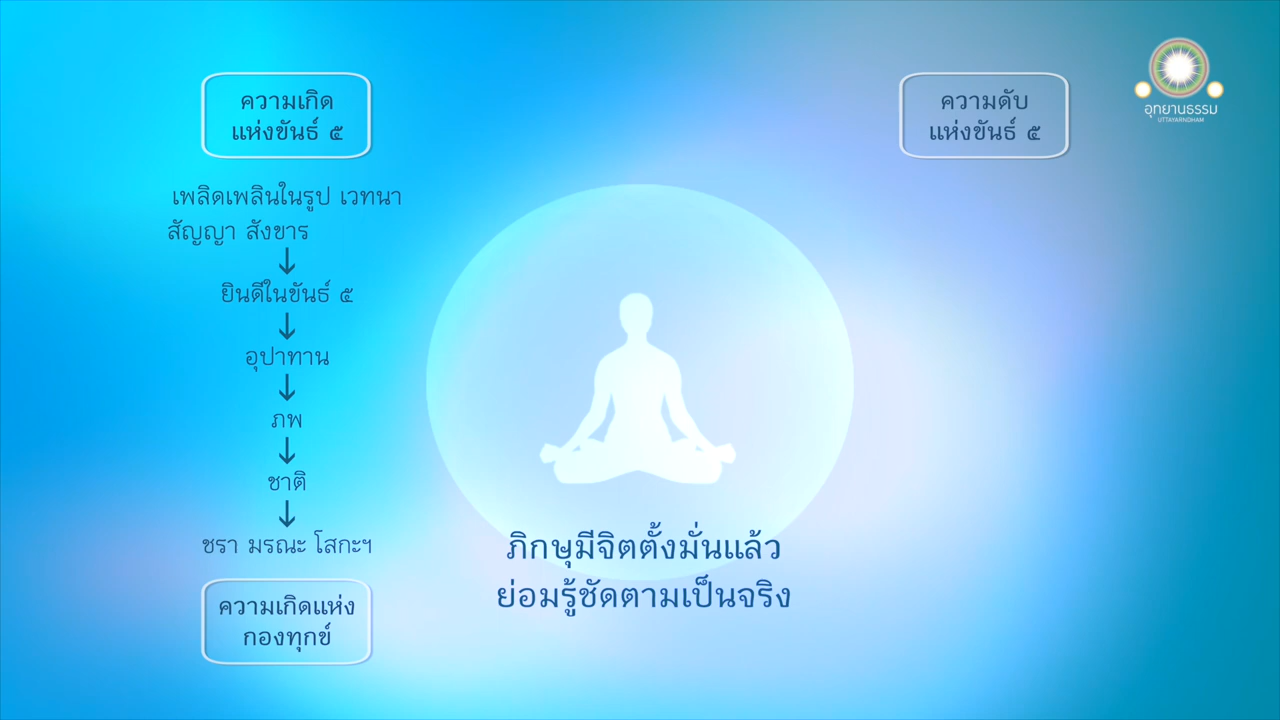 ความเกิด
แห่งขันธ์ ๕
เพลิดเพลินในรูป เวทนา
สัญญา สังขาร
↓
ยินดีในขันธ์ ๕
↓
อุปาทาน
↓
ภพ
↓
ชาติ
↓
ชรา มรณะ โสกะฯ
ความเกิดแห่ง
กองทุกข์
ภิกษุมีจิตตั้งมั่นแล้ว
ย่อมรู้ชัดตามเป็นจริง
ความดับ
แห่งขันธ์ ๕
อุทยานธรรม
UTTAYARNDHAM